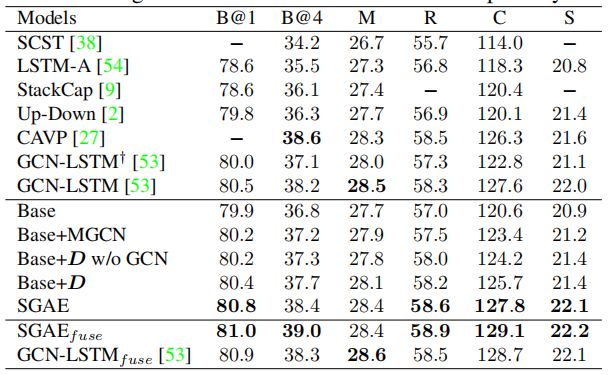 Models B@1 B@4 M R C S
SCST [38] – 34.2 26.7 55.7 114.0 –
LSTM-A [54] 78.6 35.5 27.3 56.8 118.3 20.8
StackCap [9] 78.6 36.1 27.4 – 120.4 –
Up-Down [2] 79.8 36.3 27.7 56.9 120.1 21.4
CAVP [27] – 38.6 28.3 58.5 126.3 21.6
GCN-LSTM† [53] 80.0 37.1 28.0 57.3 122.8 21.1
GCN-LSTM [53] 80.5 38.2 28.5 58.3 127.6 22.0
Base 79.9 36.8 27.7 57.0 120.6 20.9
Base+MGCN 80.2 37.2 27.9 57.5 123.4 21.2
Base+D w/o GCN 80.2 37.3 27.8 58.0 124.2 21.4
Base+D 80.4 37.7 28.1 58.2 125.7 21.4
SGAE 80.8 38.4 28.4 58.6 127.8 22.1
SGAEfuse 81.0 39.0 28.4 58.9 129.1 22.2
GCN-LSTMfuse [53] 80.9 38.3 28.6 58.5 128.7 22.1